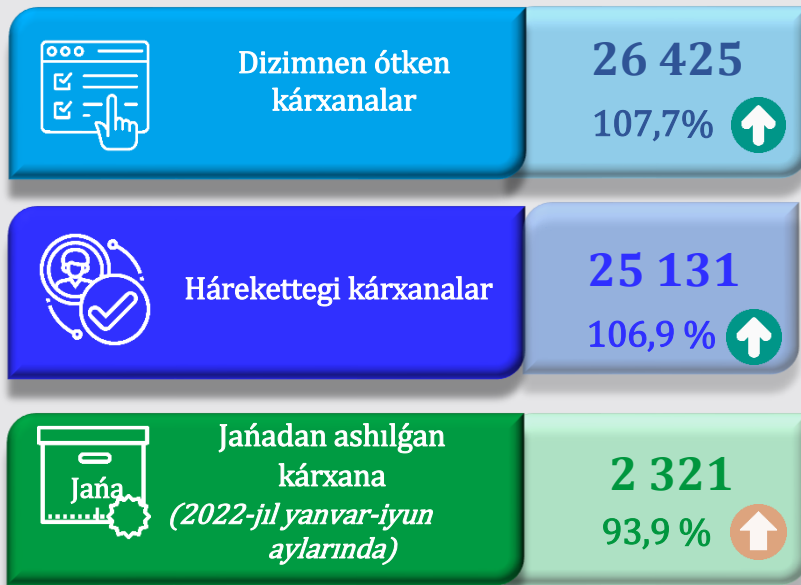 Dizimnen ótken
kárxanalar
26 425
107,7%
Hárekettegi kárxanalar
25 131
106,9 %
Jańa
Jańadan ashılǵan
kárxana
(2022-jıl yanvar-iyun
aylarında)
2 321
93,9 %